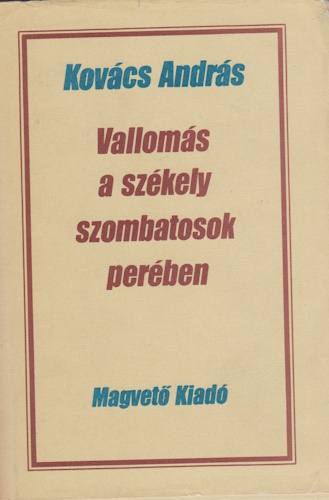 Kovács András
Vallomás
a székely
szombatosok
perében
Magvető Kiadó